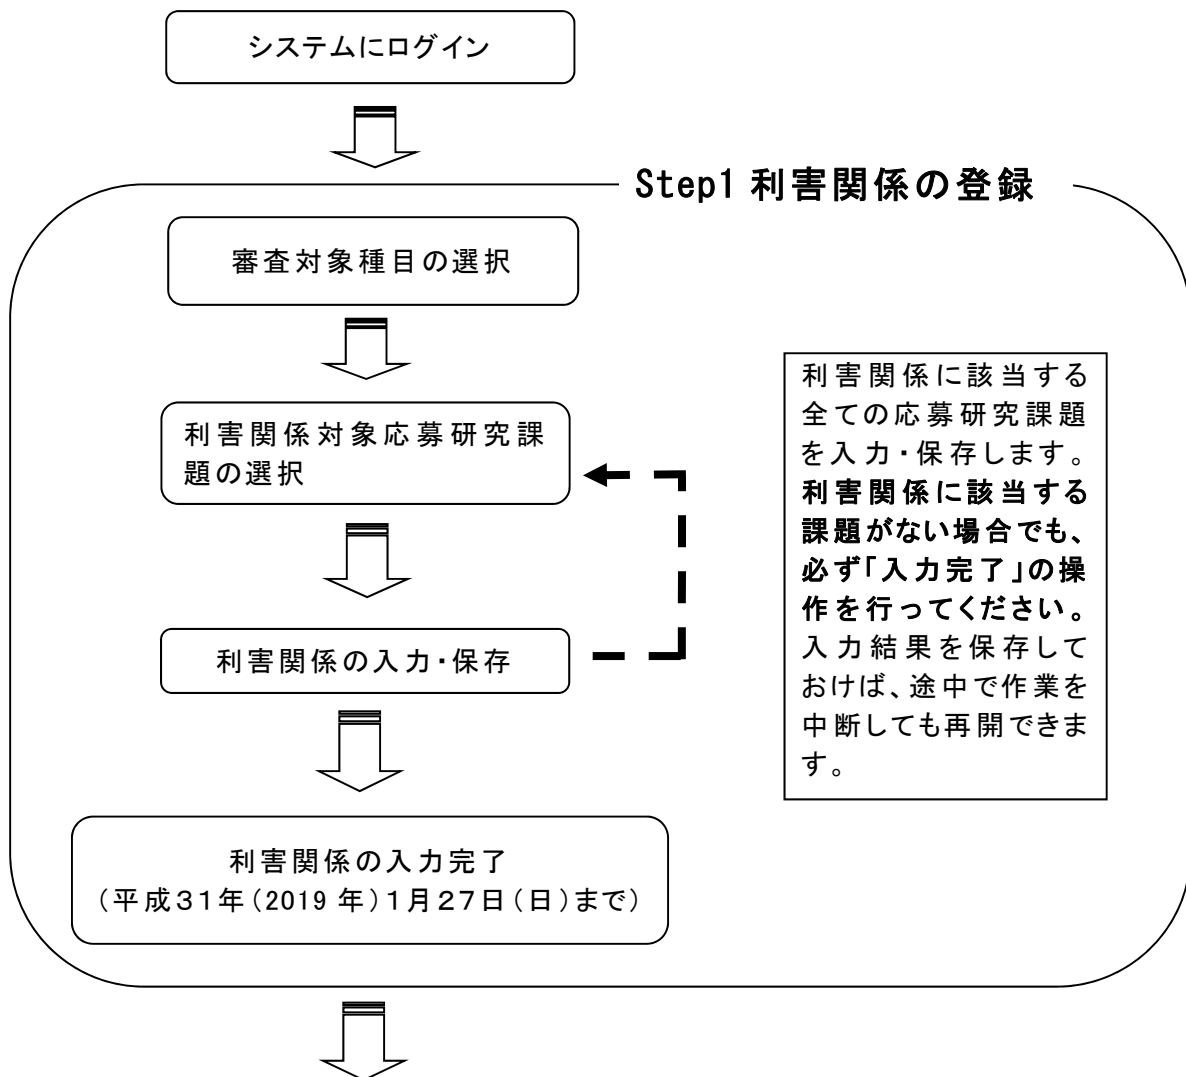 システムにログイン
Step1 利害関係の登録
審査対象種目の選択
利害関係対象応募研究課
題の選択
利害関係の入力・保存
利害関係の入力完了
(平成31年(2019 年)1月27日(日)まで)
利害関係に該当する
全ての応募研究課題
を入力・保存します。
利害関係に該当する
課題がない場合でも、
必ず「入力完了」の操
作を行ってください。
入力結果を保存して
おけば、途中で作業を
中断しても再開できま
す。